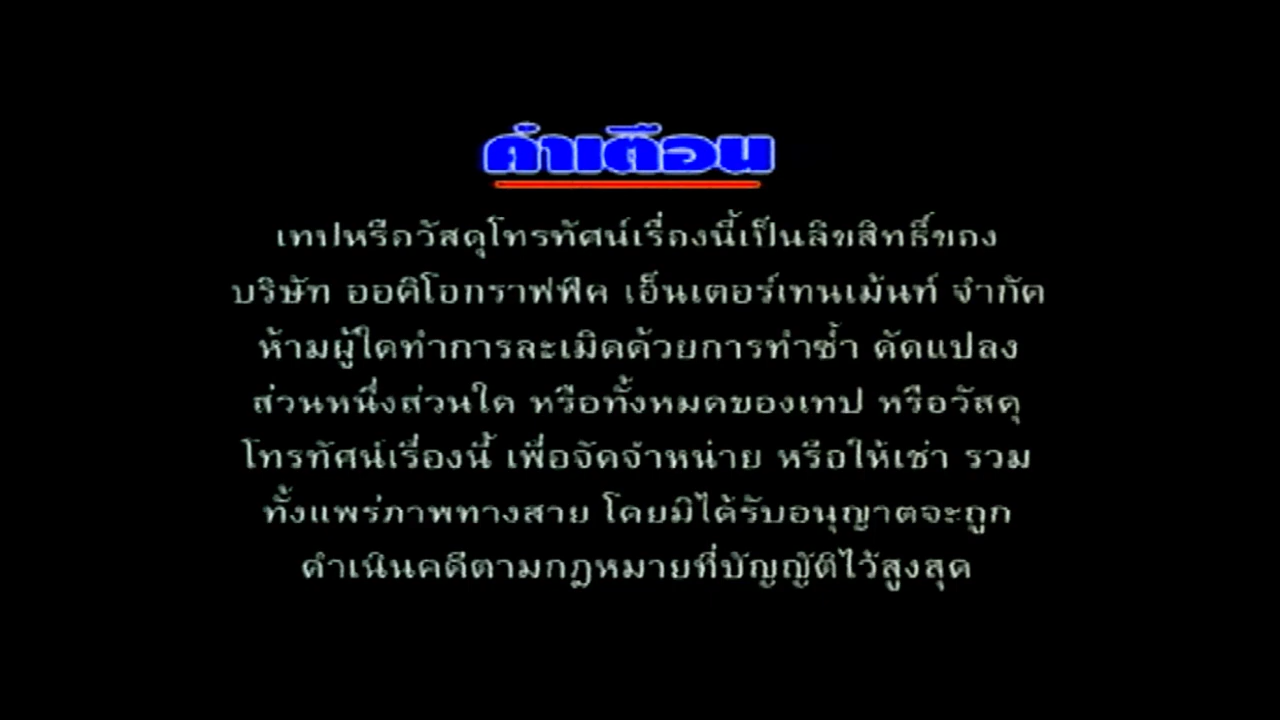 คำเตือน
เทปหรือวัสดุโทรทัศน์เรื่องนี้เป็นลิขสิทธิ์ของ
บริษัท ออดิโอกราฟฟิค เอ็นเตอร์เทนเม้นท์ จำกัด
ห้ามผู้ใดทำการละเมิดด้วยการทำซ้ำ ดัดแปลง
ส่วนหนึ่งส่วนใด หรือทั้งหมดของเทป หรือวัสดุ
โทรทัศน์เรื่องนี้ เพื่อจัดจำหน่าย หรือให้เช่า รวม
ทั้งแพร่ภาพทางสาย โดยมิได้รับอนุญาตจะถูก
ดำเนินคดีตามกฎหมายที่บัญญัติไว้สูงสุด